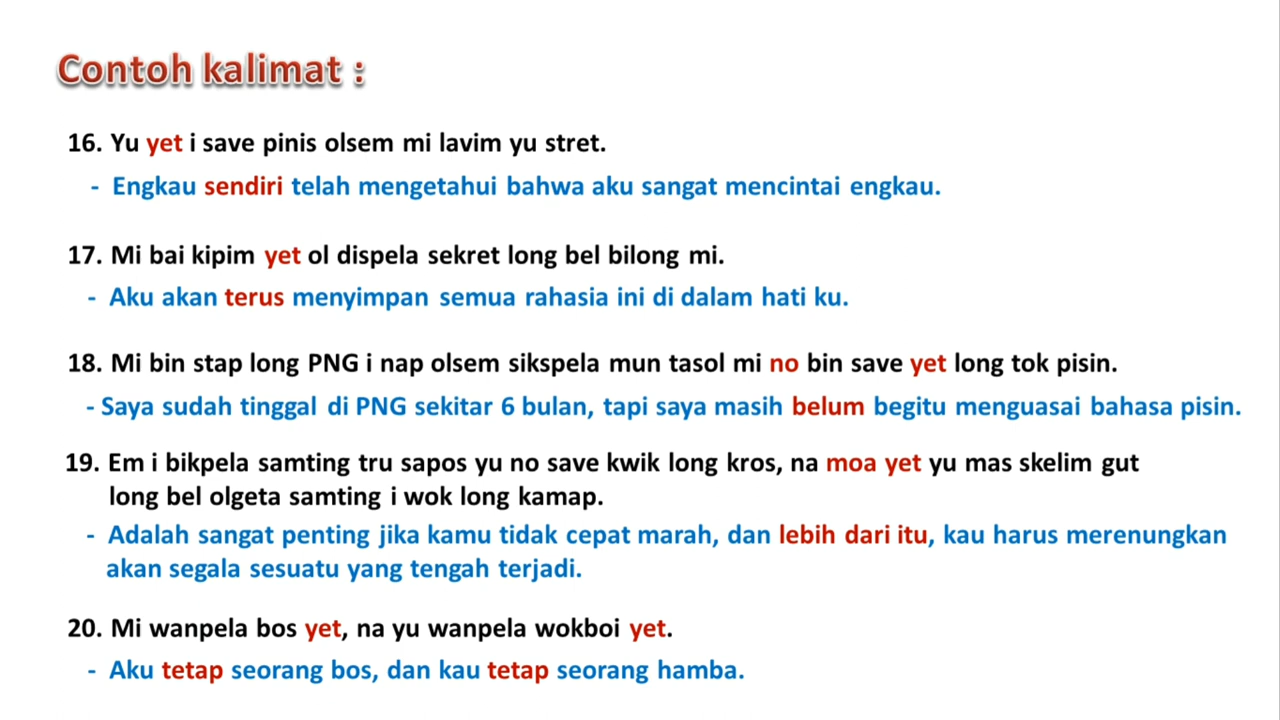 Contoh kalimat :
16. Yu yet i save pinis olsem mi lavim yu stret.
- Engkau sendiri telah mengetahui bahwa aku sangat mencintai engkau.
17. Mi bai kipim yet ol dispela sekret long bel bilong mi.
- Aku akan terus menyimpan semua rahasia ini di dalam hati ku.
18. Mi bin stap long PNG i nap olsem sikspela mun tasol mi no bin save yet long tok pisin.
- Saya sudah tinggal di PNG sekitar 6 bulan, tapi saya masih belum begitu menguasai bahasa pisin.
19. Em i bikpela samting tru sapos yu no save kwik long kros, na moa yet yu mas skelim gut
long bel olgeta samting i wok long kamap.
- Adalah sangat penting jika kamu tidak cepat marah, dan lebih dari itu, kau harus merenungkan
akan segala sesuatu yang tengah terjadi.
20. Mi wanpela bos yet, na yu wanpela wokboi yet.
- Aku tetap seorang bos, dan kau tetap seorang hamba.